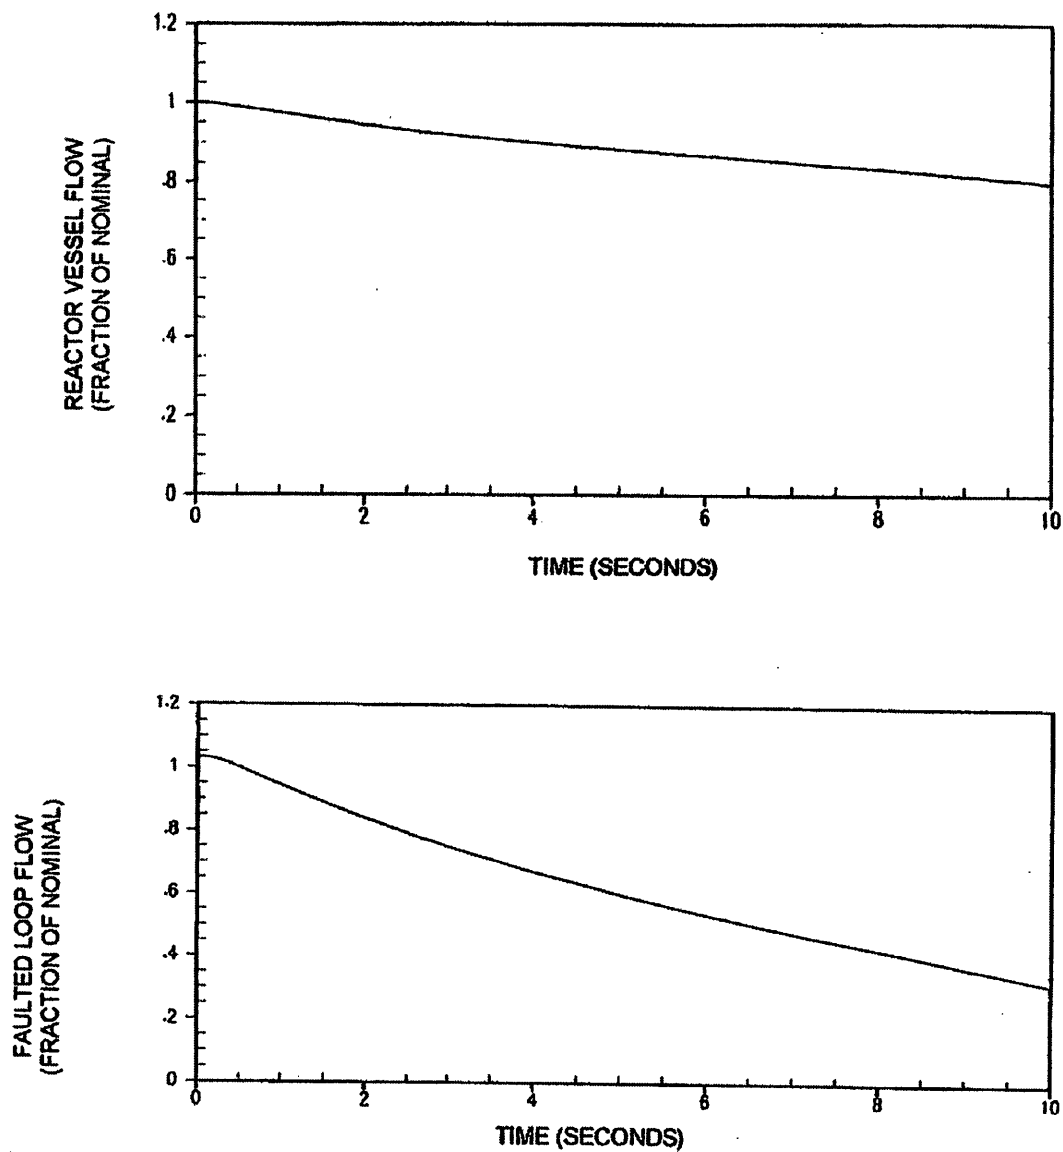 REACTOR VESSEL FLOW
(FRACTION OF NOMINAL)
1.2
1
.8
.6
.4
.2
0
0 2 4 6 8 10
TIME (SECONDS)
FAULTED LOOP FLOW
(FRACTION OF NOMINAL)
1.2
1
.8
.6
.4
.2
0
0 2 4 6 8 10
TIME (SECONDS)